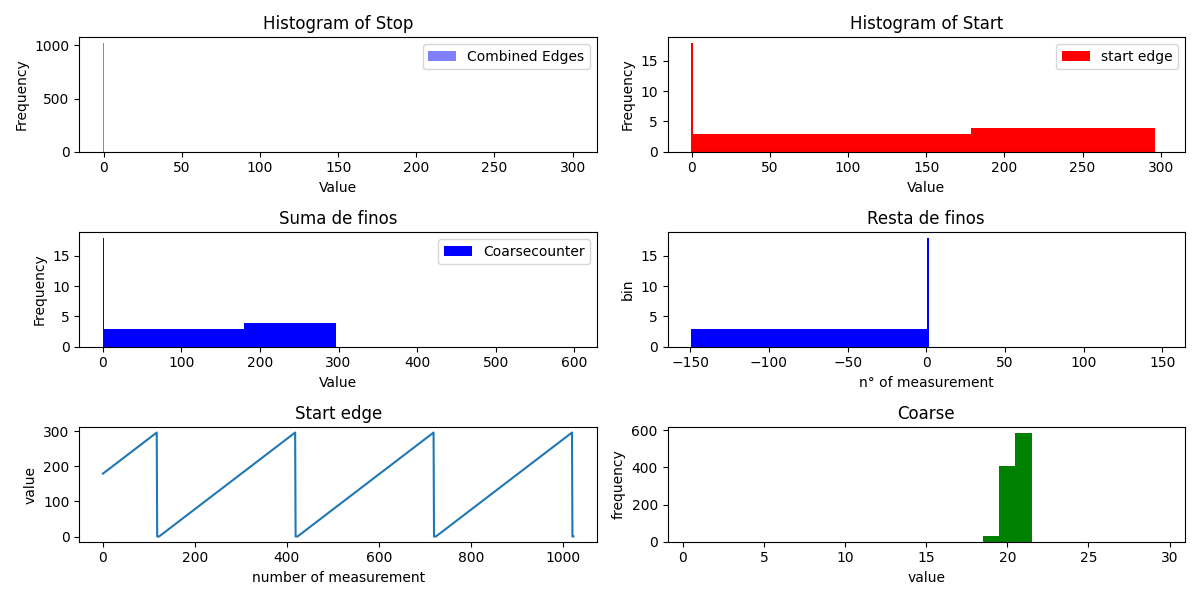 Histogram of Stop
Frequency
1000
500
0
Combined Edges
0 50 100 150 200 250 300
Value
Histogram of Start
Frequency
15
10
5
0
start edge
0 50 100 150 200 250 300
Value
Suma de finos
Frequency
15
10
5
0
Coarsecounter
0 100 200 300 400 500 600
Value
Resta de finos
bin
15
10
5
0
−150 −100 −50 0 50 100 150
n° of measurement
Start edge
value
300
200
100
0
0 200 400 600 800 1000
number of measurement
Coarse
frequency
600
400
200
0
0 5 10 15 20 25 30
value